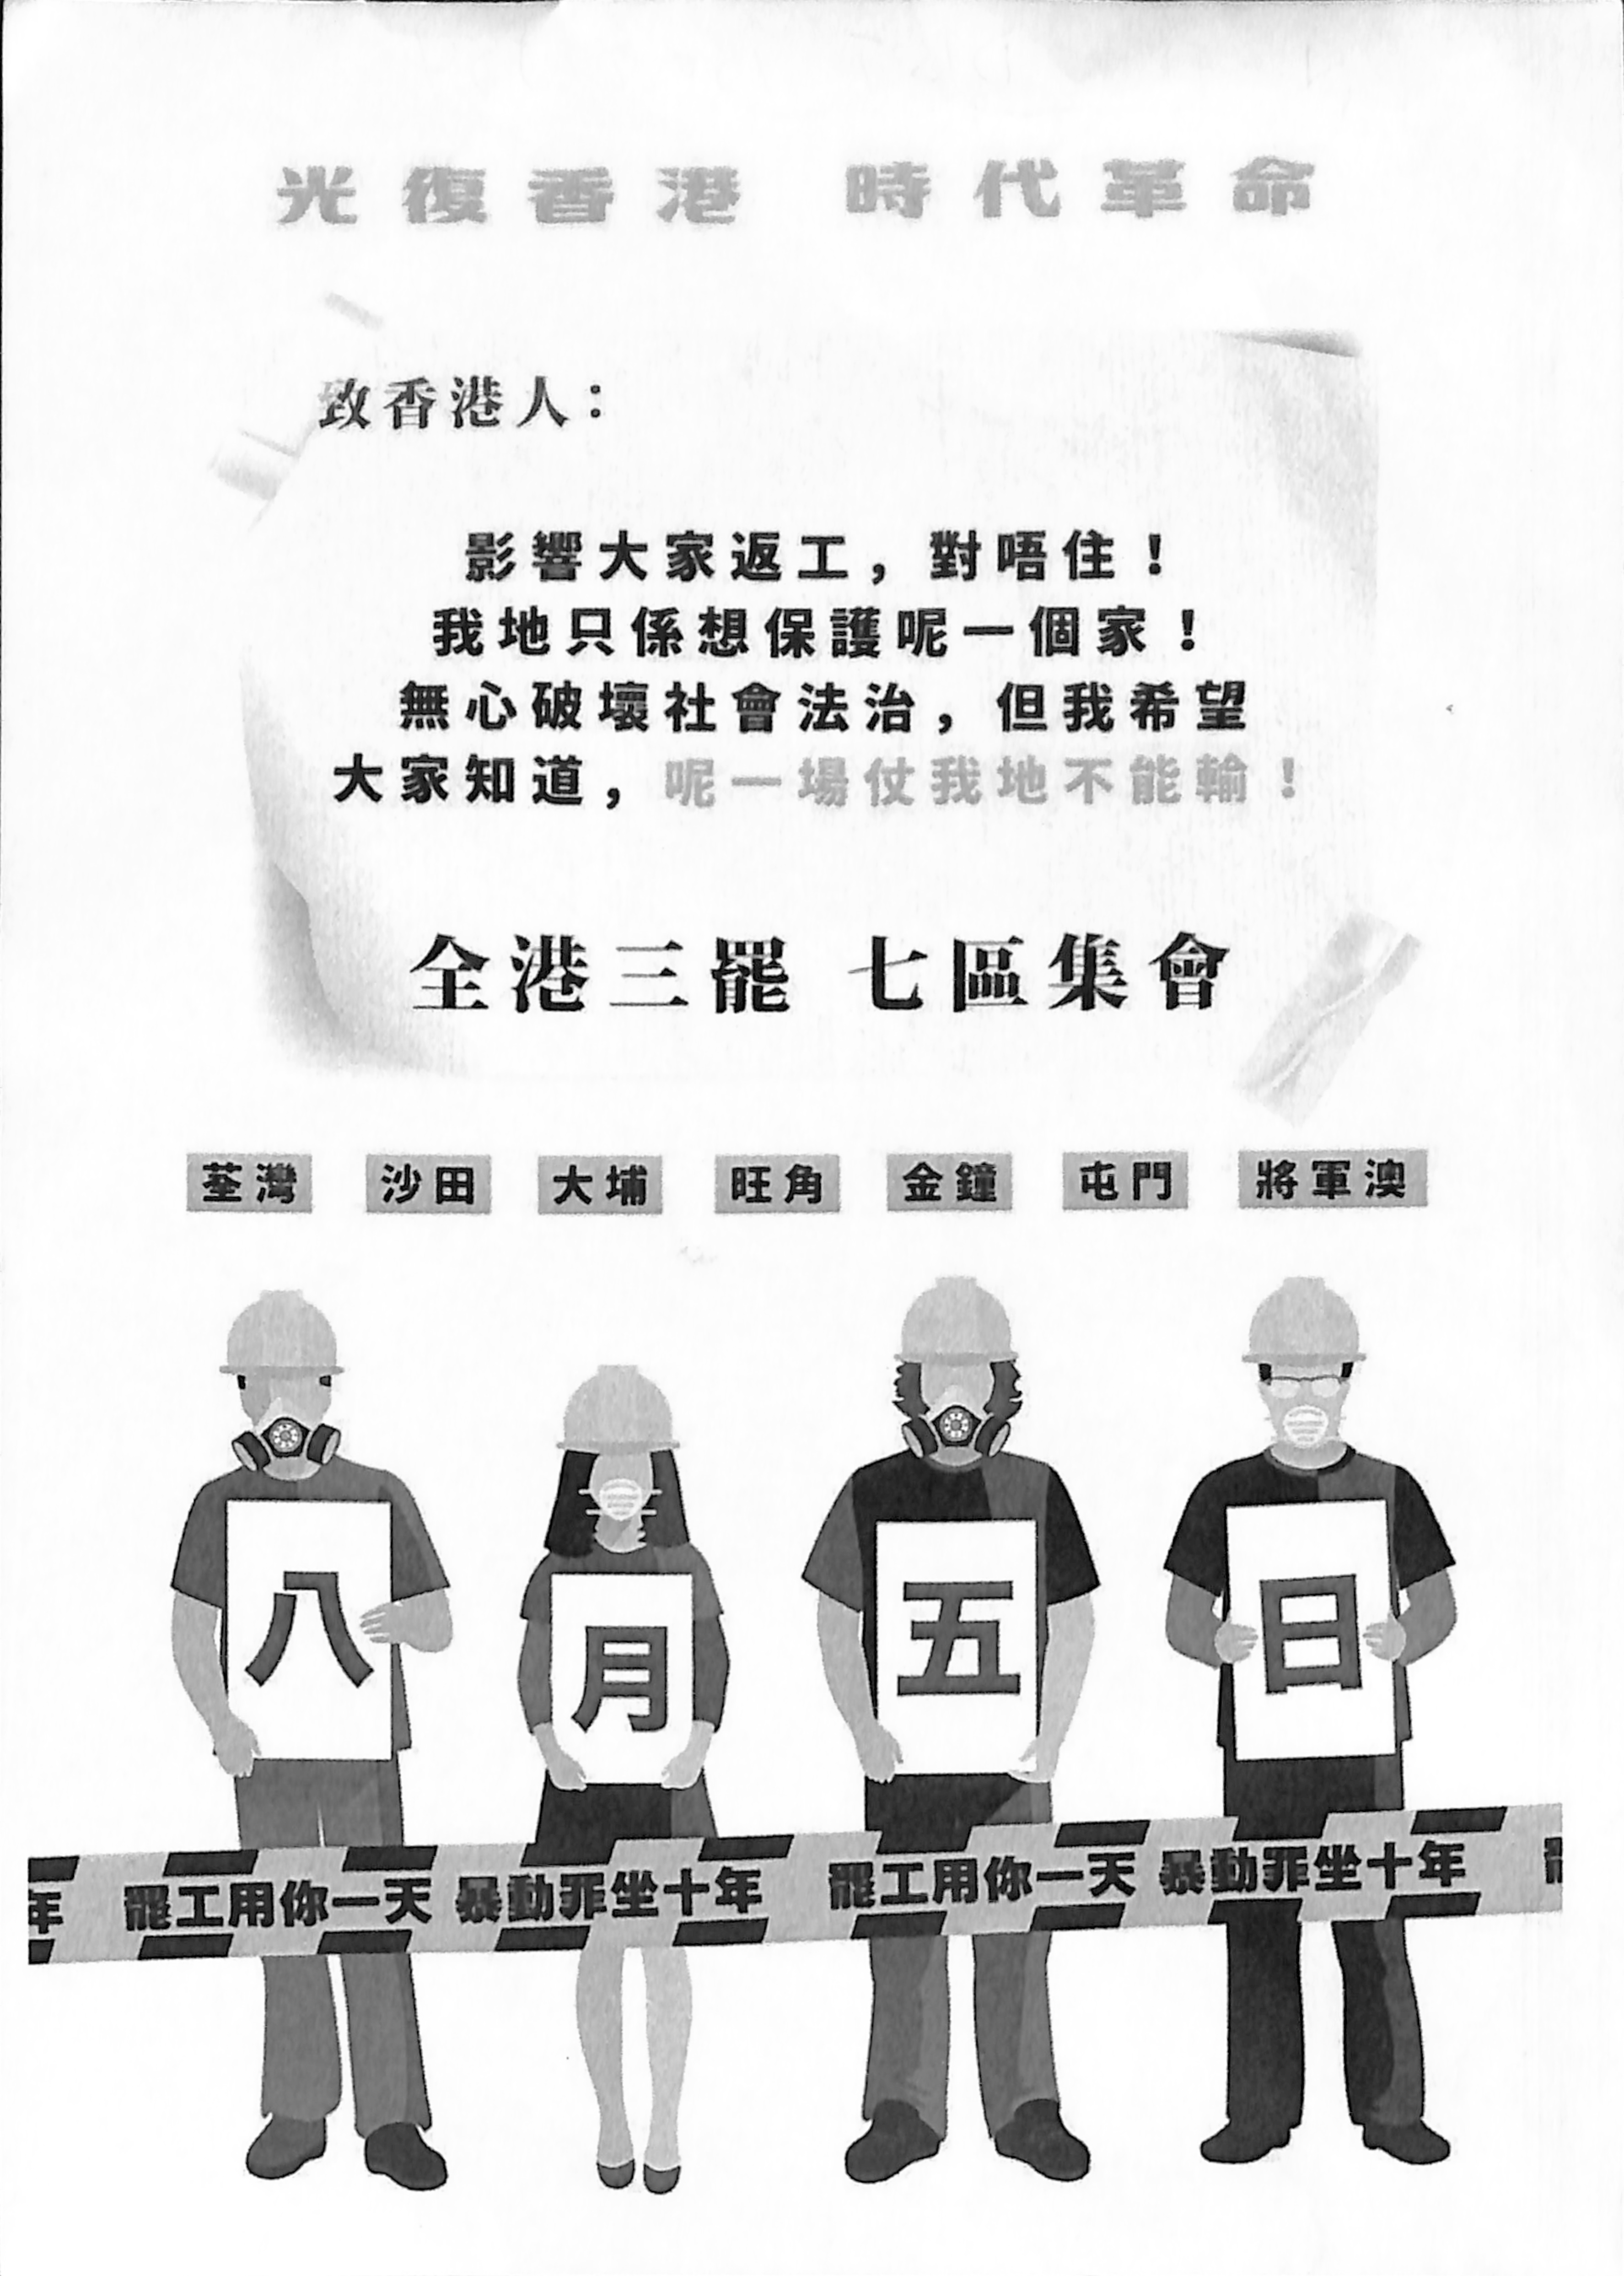 光復香港 時代革命
致香港人：
影響大家返工，對唔住！
我地只係想保護呢一個家！
無心破壞社會法治，但我希望
大家知道，呢一場仗我地不能輸！
全港三罷 七區集會
荃灣 沙田 大埔 旺角 金鐘 屯門 將軍澳
八 月 五 日
年 罷工用你一天 暴動罪坐十年 罷工用你一天 暴動罪坐十年